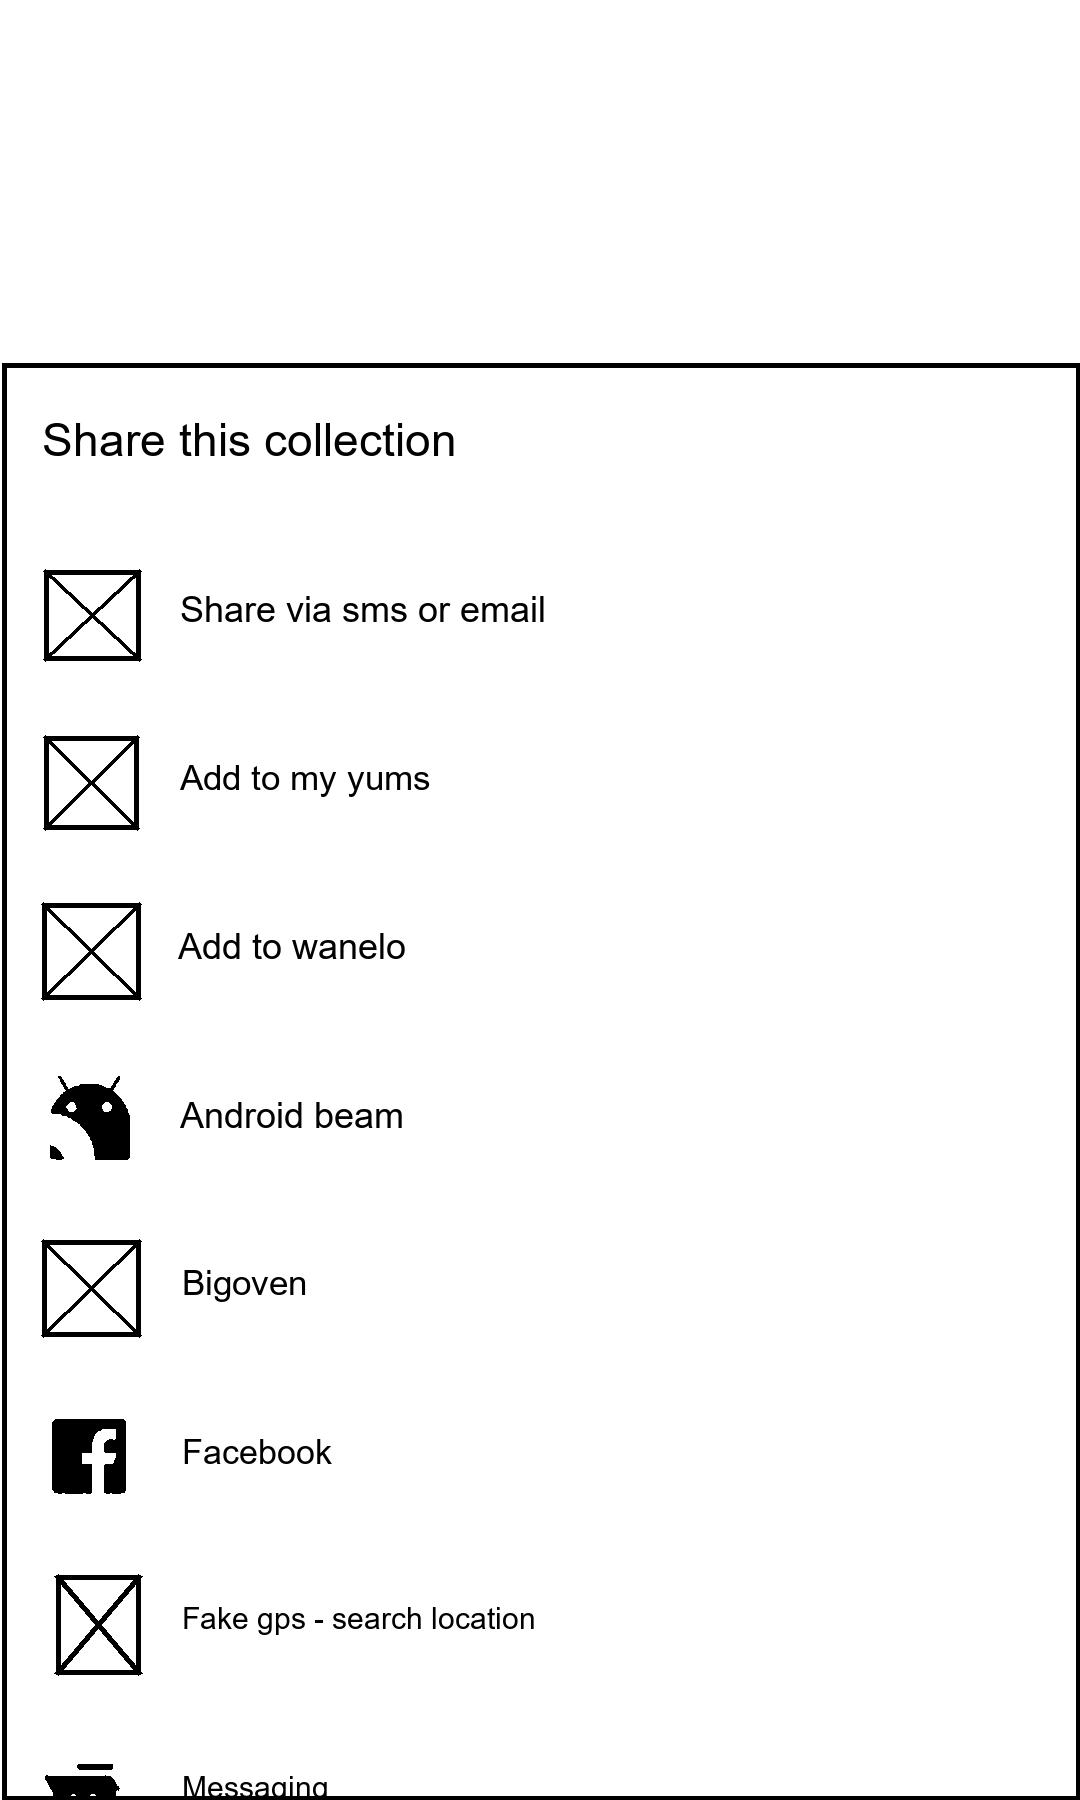 Share this collection
Share via sms or email
Add to my yums
Add to wanelo
Android beam
Bigoven
Facebook
Fake gps - search location
Messaging